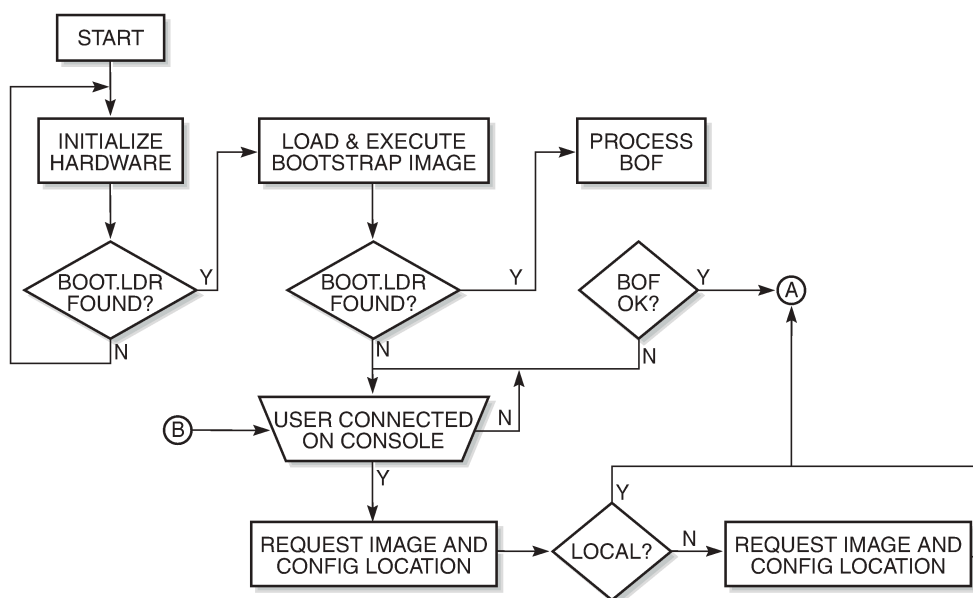 START
INITIALIZE
HARDWARE
LOAD & EXECUTE
BOOTSTRAP IMAGE
PROCESS
BOF
BOOT.LDR
FOUND?
Y
N
BOOT.LDR
FOUND?
Y
N
BOF
OK?
Y
N
A
B
USER CONNECTED
ON CONSOLE
N
Y
REQUEST IMAGE AND
CONFIG LOCATION
LOCAL?
Y
N
REQUEST IMAGE AND
CONFIG LOCATION